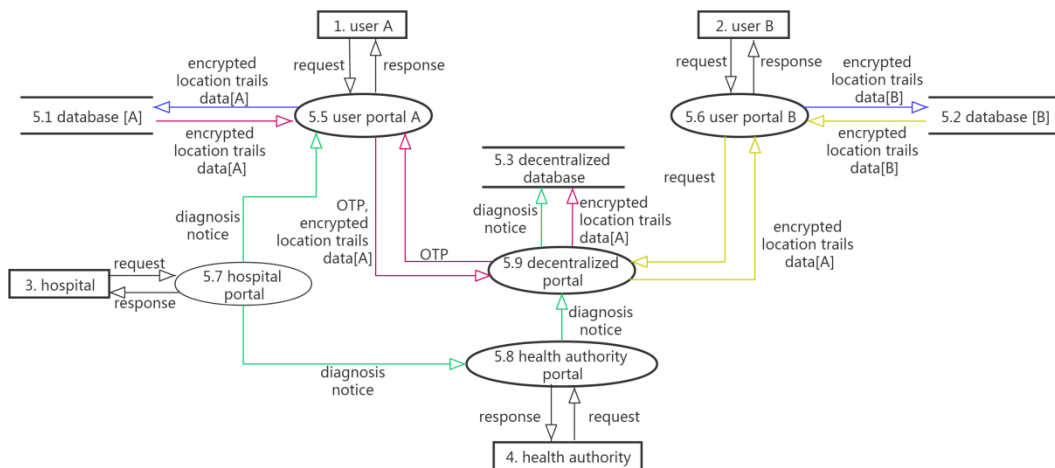 1. user A
2. user B
encrypted
location trails
data[A]
request
response
request
response
encrypted
location trails
data[B]
5.1 database [A]
5.5 user portal A
5.6 user portal B
5.2 database [B]
encrypted
location trails
data[A]
5.3 decentralized
database
encrypted
location trails
data[B]
request
diagnosis
notice
OTP,
encrypted
location trails
data[A]
diagnosis
notice
encrypted
location trails
data[A]
encrypted
location trails
data[A]
OTP
request
3. hospital
response
5.7 hospital
portal
5.9 decentralized
portal
diagnosis
notice
diagnosis
notice
5.8 health authority
portal
response
request
4. health authority